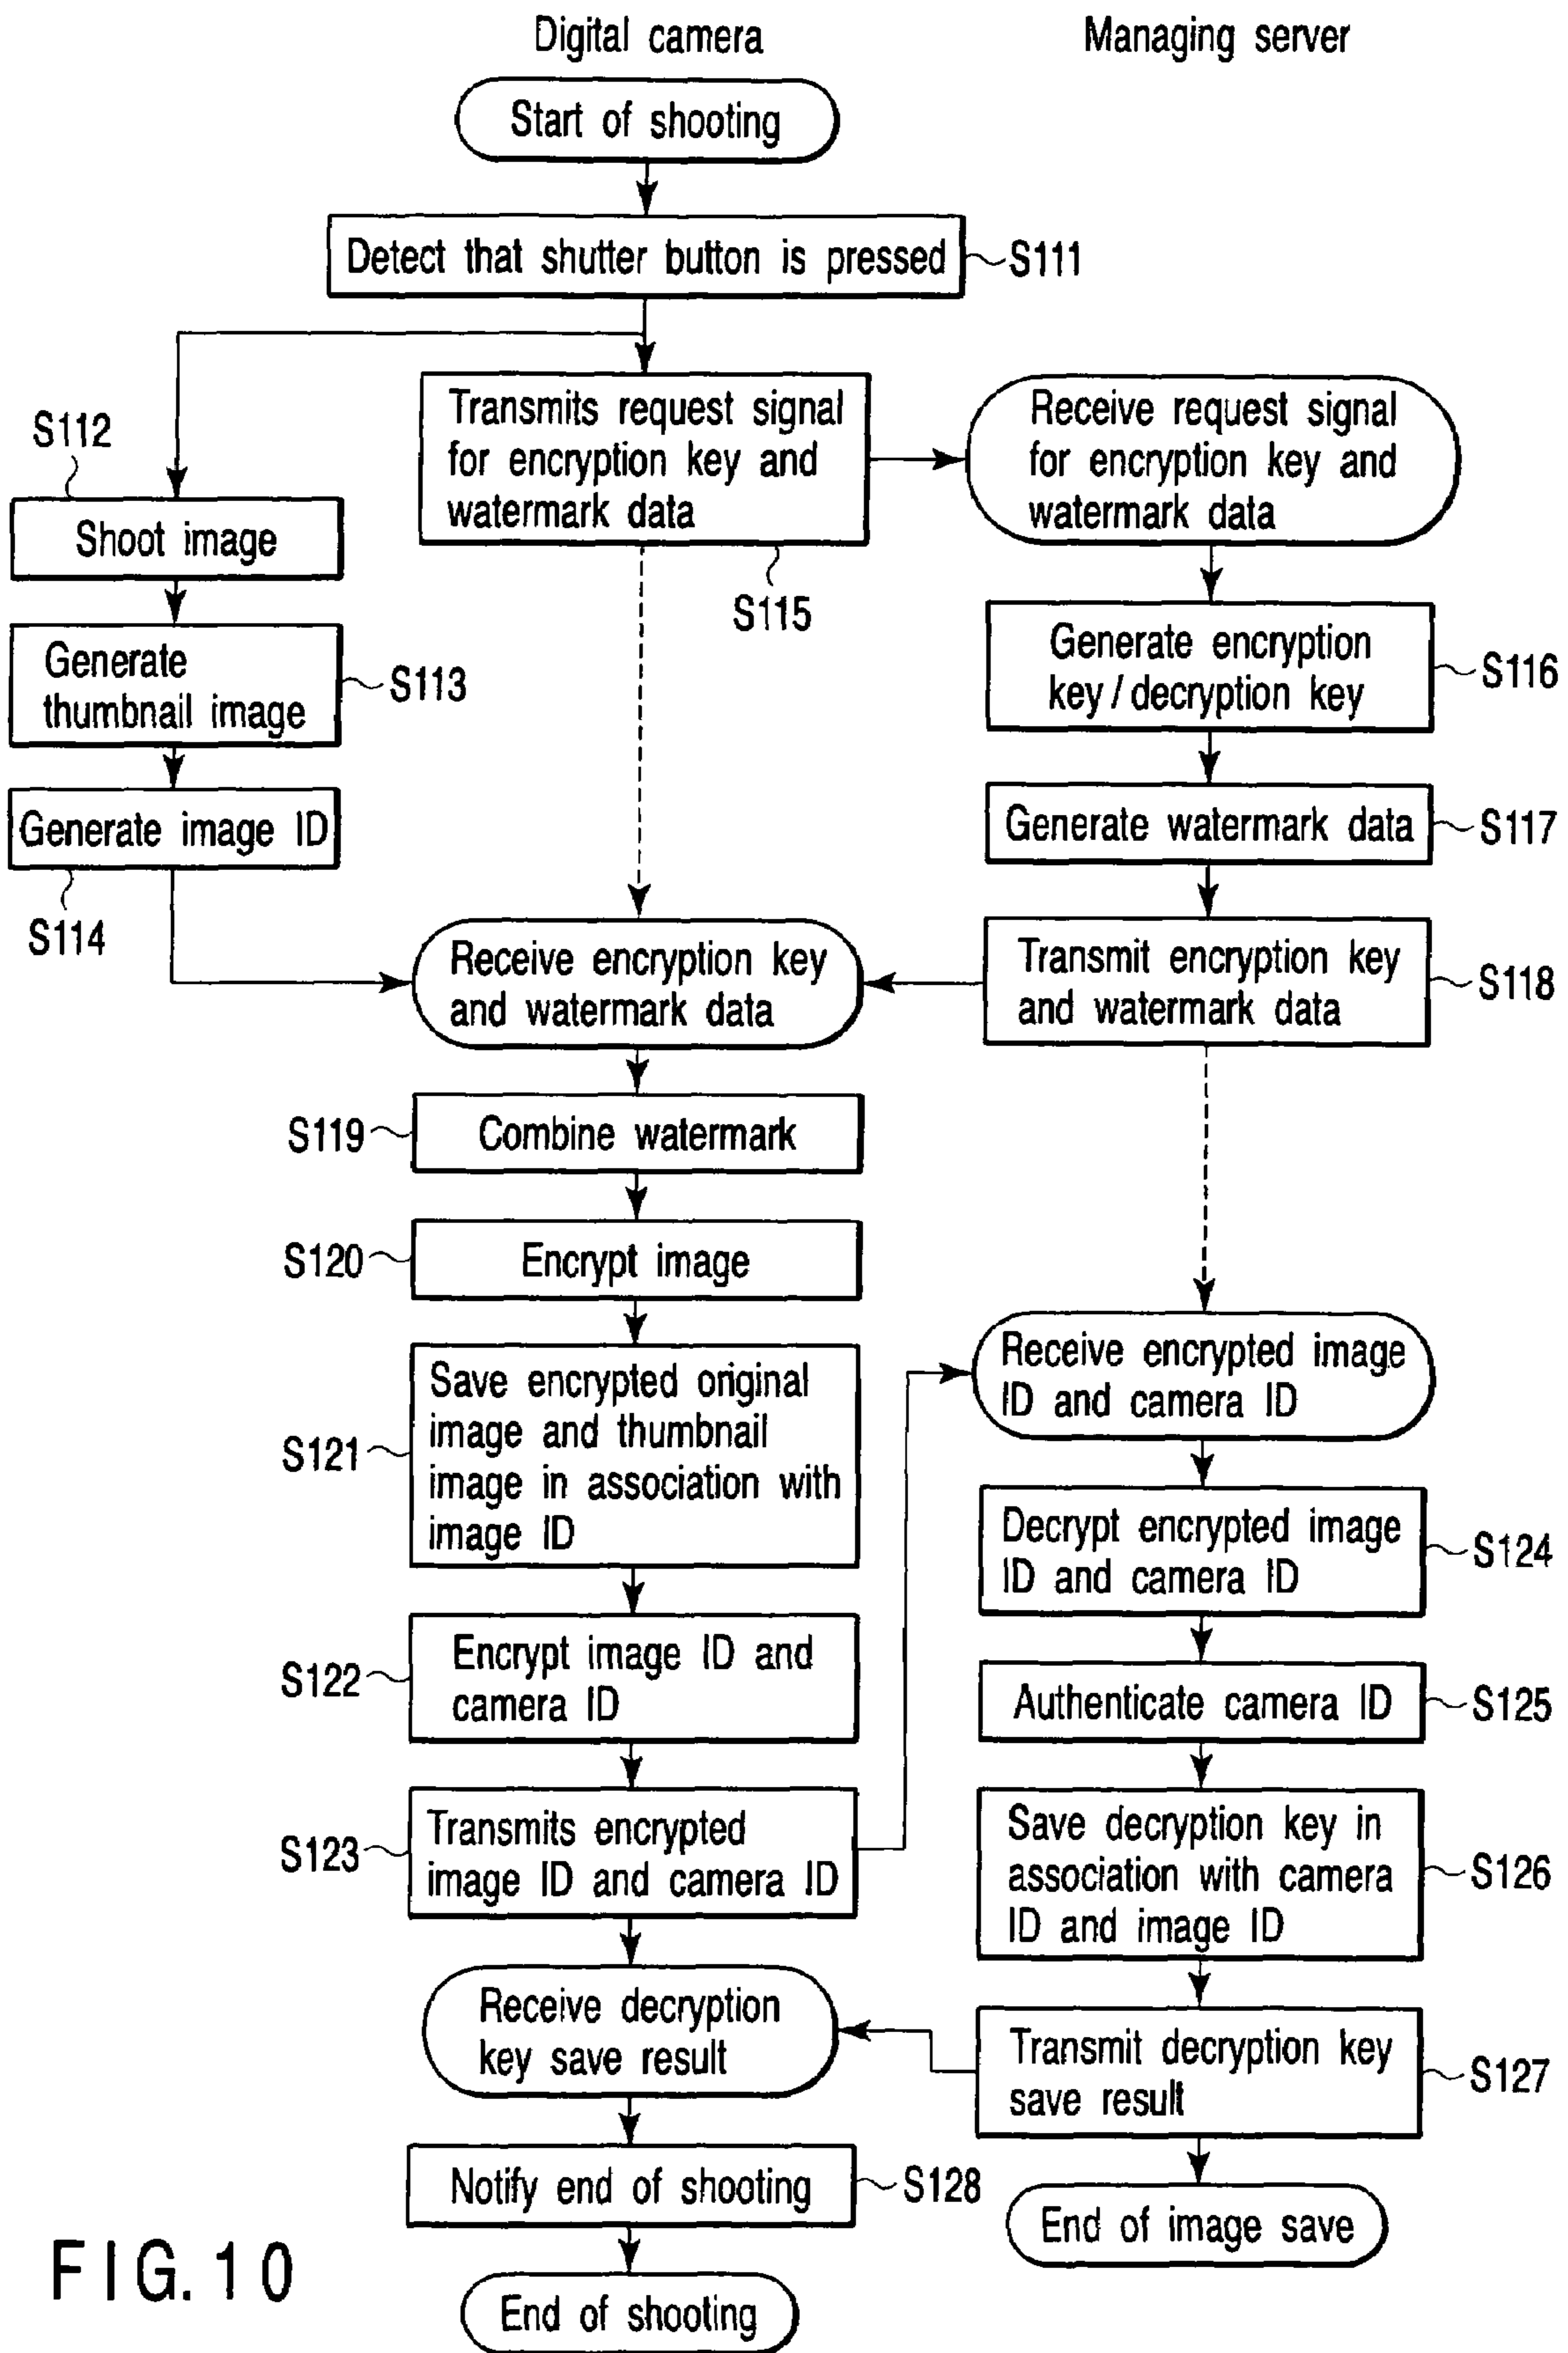 Digital camera
Managing server
Start of shooting
Detect that shutter button is pressed
S111
Transmits request signal
for encryption key and
watermark data
S115
Receive request signal
for encryption key and
watermark data
S112
Shoot image
Generate
thumbnail image
S113
Generate image ID
S114
Generate encryption
key / decryption key
S116
Generate watermark data
S117
Transmit encryption key
and watermark data
S118
Receive encryption key
and watermark data
S119
Combine watermark
S120
Encrypt image
S121
Save encrypted original
image and thumbnail
image in association with
image ID
S122
Encrypt image ID and
camera ID
S123
Transmits encrypted
image ID and camera ID
Receive encrypted image
ID and camera ID
Decrypt encrypted image
ID and camera ID
S124
Authenticate camera ID
S125
Save decryption key in
association with camera
ID and image ID
S126
Transmit decryption key
save result
S127
Receive decryption
key save result
Notify end of shooting
S128
End of image save
End of shooting
FIG. 10